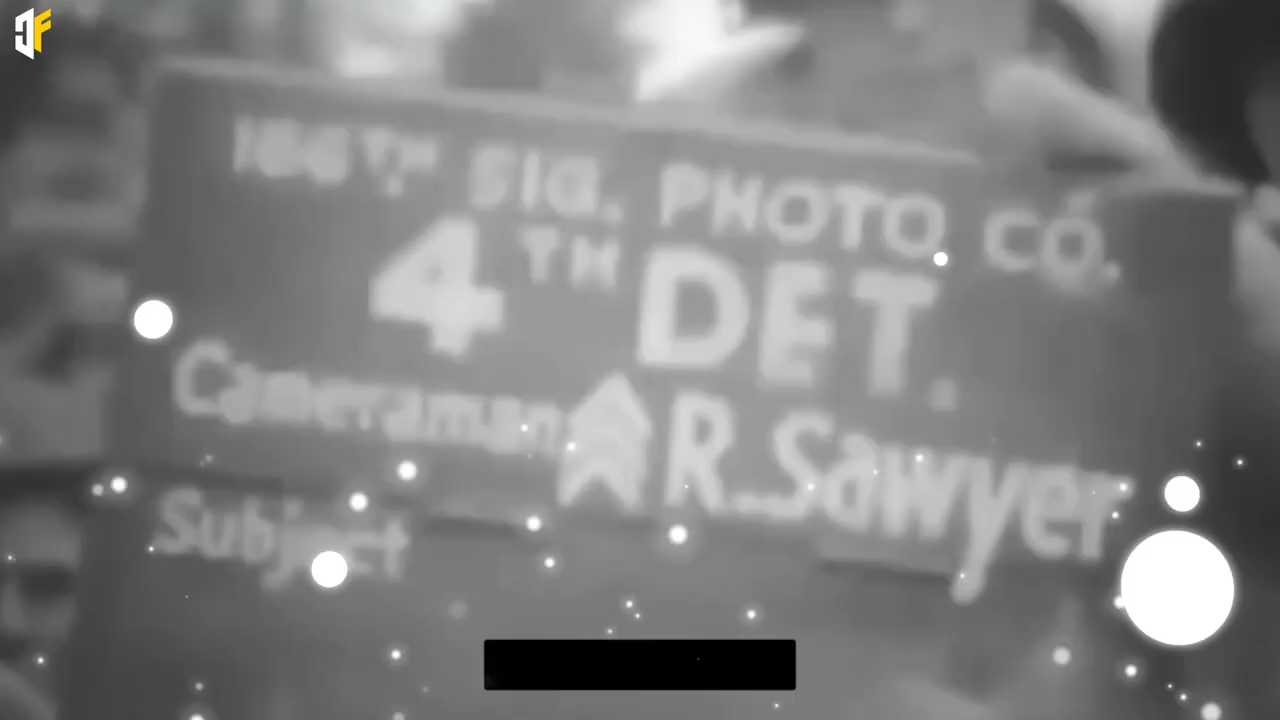 166TH SIG. PHOTO CO.
4TH DET.
Cameraman R. Sawyer
Subject